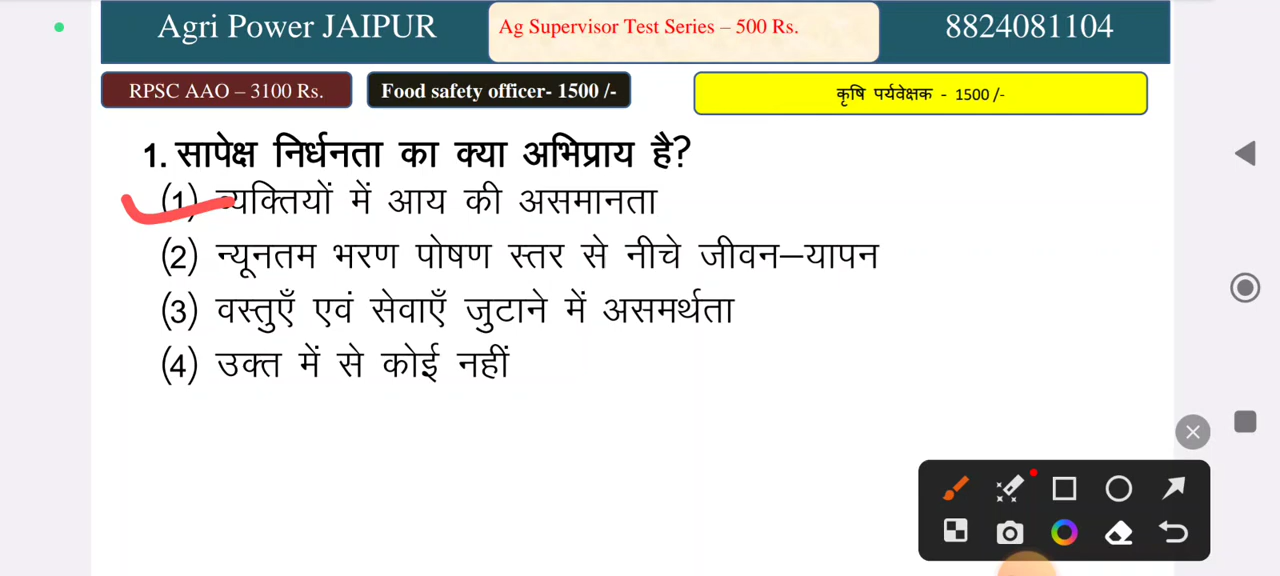 Agri Power JAIPUR
Ag Supervisor Test Series – 500 Rs.
8824081104
RPSC AAO – 3100 Rs.
Food safety officer- 1500 /-
कृषि पर्यवेक्षक - 1500 /-
1. सापेक्ष निर्धनता का क्या अभिप्राय है?
(1) व्यक्तियों में आय की असमानता
(2) न्यूनतम भरण पोषण स्तर से नीचे जीवन–यापन
(3) वस्तुएँ एवं सेवाएँ जुटाने में असमर्थता
(4) उक्त में से कोई नहीं